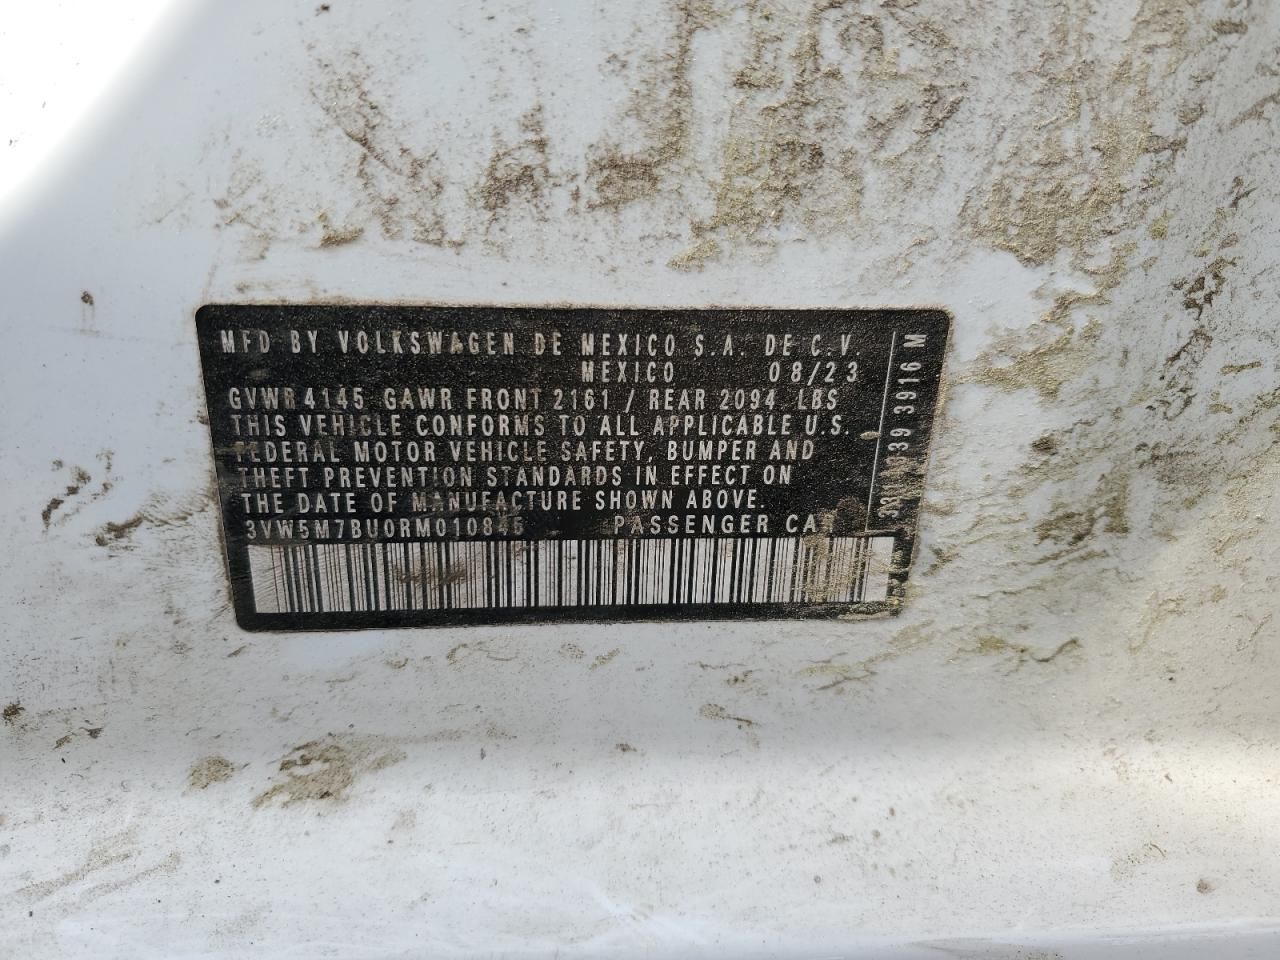 MFD BY VOLKSWAGEN DE MEXICO S.A. DE C.V.
MEXICO 08/23
GVWR 4145 GAWR FRONT 2161 / REAR 2094 LBS
THIS VEHICLE CONFORMS TO ALL APPLICABLE U.S.
FEDERAL MOTOR VEHICLE SAFETY, BUMPER AND
THEFT PREVENTION STANDARDS IN EFFECT ON
THE DATE OF MANUFACTURE SHOWN ABOVE.
3VW5M7BU0RM010845 PASSENGER CAR
39 3916 M